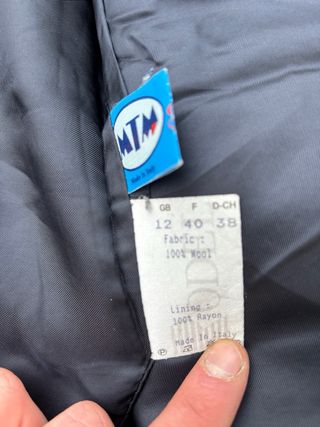 MTM
Made in Italy
GB F D-CH
12 40 38
Fabric :
100% Wool
Lining :
100% Rayon
Made In Italy
P